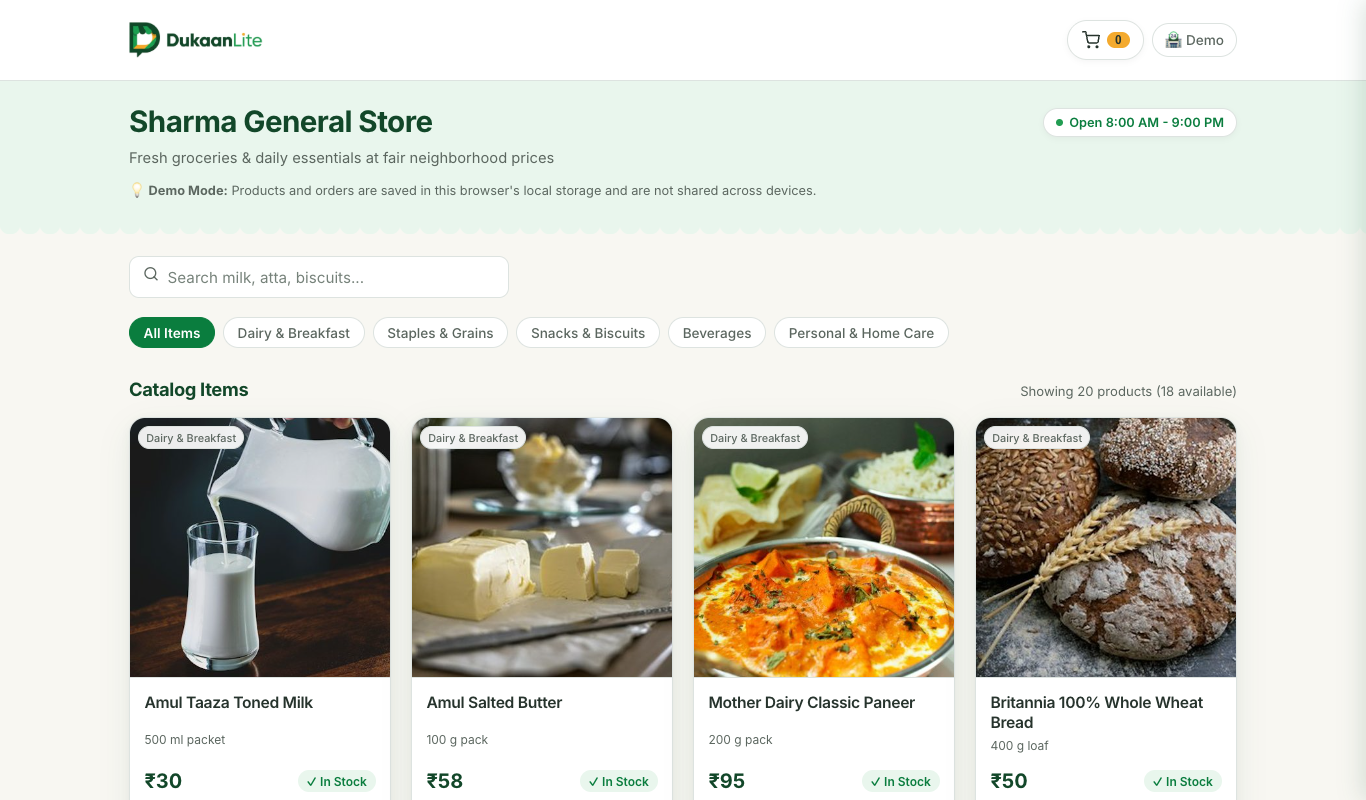 DukaanLite
0
Demo
Sharma General Store
Open 8:00 AM - 9:00 PM
Fresh groceries & daily essentials at fair neighborhood prices
Demo Mode: Products and orders are saved in this browser's local storage and are not shared across devices.
Search milk, atta, biscuits...
All Items
Dairy & Breakfast
Staples & Grains
Snacks & Biscuits
Beverages
Personal & Home Care
Catalog Items
Showing 20 products (18 available)
Dairy & Breakfast
Dairy & Breakfast
Dairy & Breakfast
Dairy & Breakfast
Amul Taaza Toned Milk
500 ml packet
₹30
✓ In Stock
Amul Salted Butter
100 g pack
₹58
✓ In Stock
Mother Dairy Classic Paneer
200 g pack
₹95
✓ In Stock
Britannia 100% Whole Wheat
Bread
400 g loaf
₹50
✓ In Stock